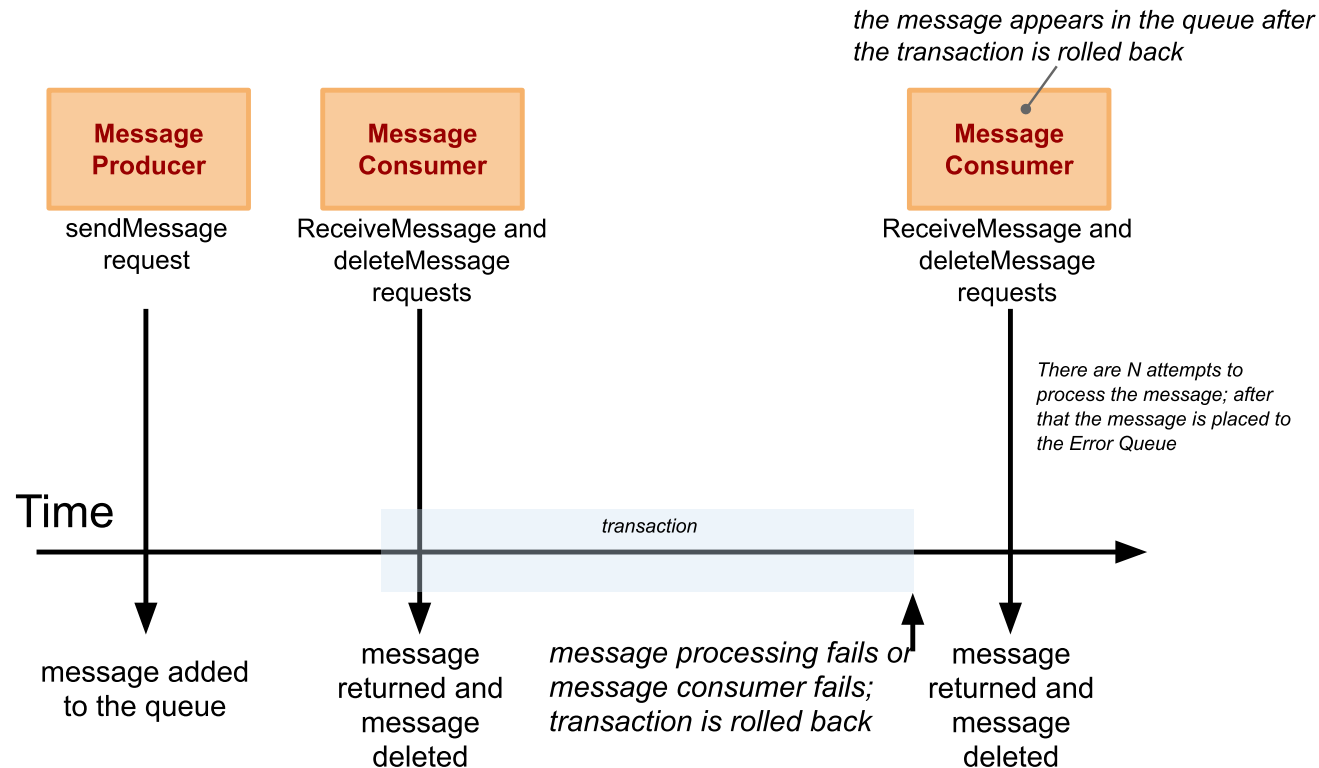 the message appears in the queue after
the transaction is rolled back
Message
Producer
Message
Consumer
Message
Consumer
sendMessage
request
ReceiveMessage and
deleteMessage
requests
ReceiveMessage and
deleteMessage
requests
There are N attempts to
process the message; after
that the message is placed to
the Error Queue
Time
transaction
message added
to the queue
message
returned and
message
deleted
message processing fails or
message consumer fails;
transaction is rolled back
message
returned and
message
deleted